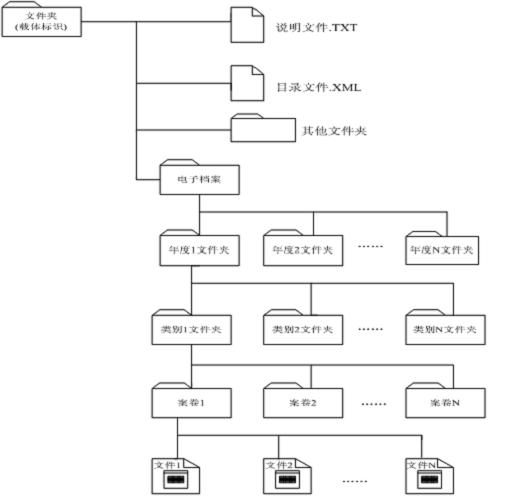 文件夹
(载体标识)
说明文件.TXT
目录文件.XML
其他文件夹
电子档案
年度1文件夹 年度2文件夹 …… 年度N文件夹
类别1文件夹 类别2文件夹 …… 类别N文件夹
案卷1 案卷2 …… 案卷N
文件1 文件2 …… 文件N